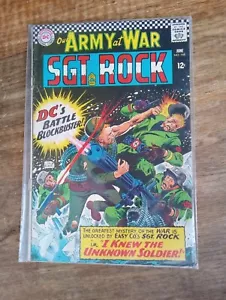 DC
Our ARMY at WAR
SGT. ROCK
JUNE
12¢
DC's
BATTLE
BLOCKBUSTER!
THE GREATEST MYSTERY OF THE WAR IS
UNLOCKED BY EASY CO.'s SGT. ROCK
in "I KNEW THE
UNKNOWN SOLDIER!"